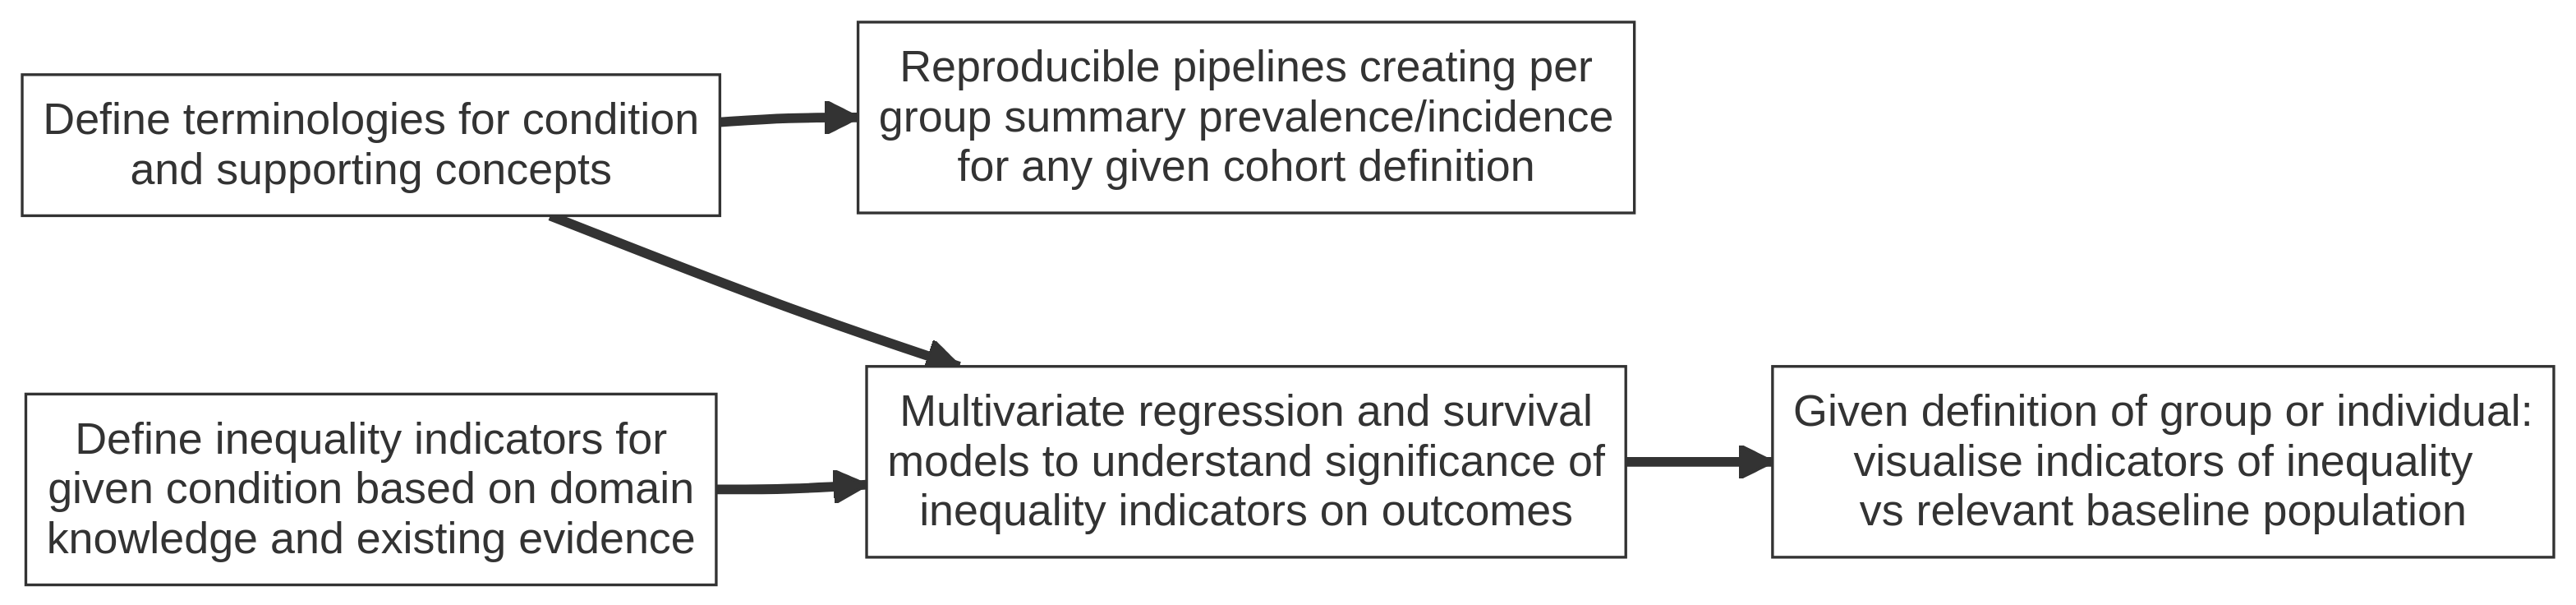 Define terminologies for condition
and supporting concepts
Reproducible pipelines creating per
group summary prevalence/incidence
for any given cohort definition
Define inequality indicators for
given condition based on domain
knowledge and existing evidence
Multivariate regression and survival
models to understand significance of
inequality indicators on outcomes
Given definition of group or individual:
visualise indicators of inequality
vs relevant baseline population